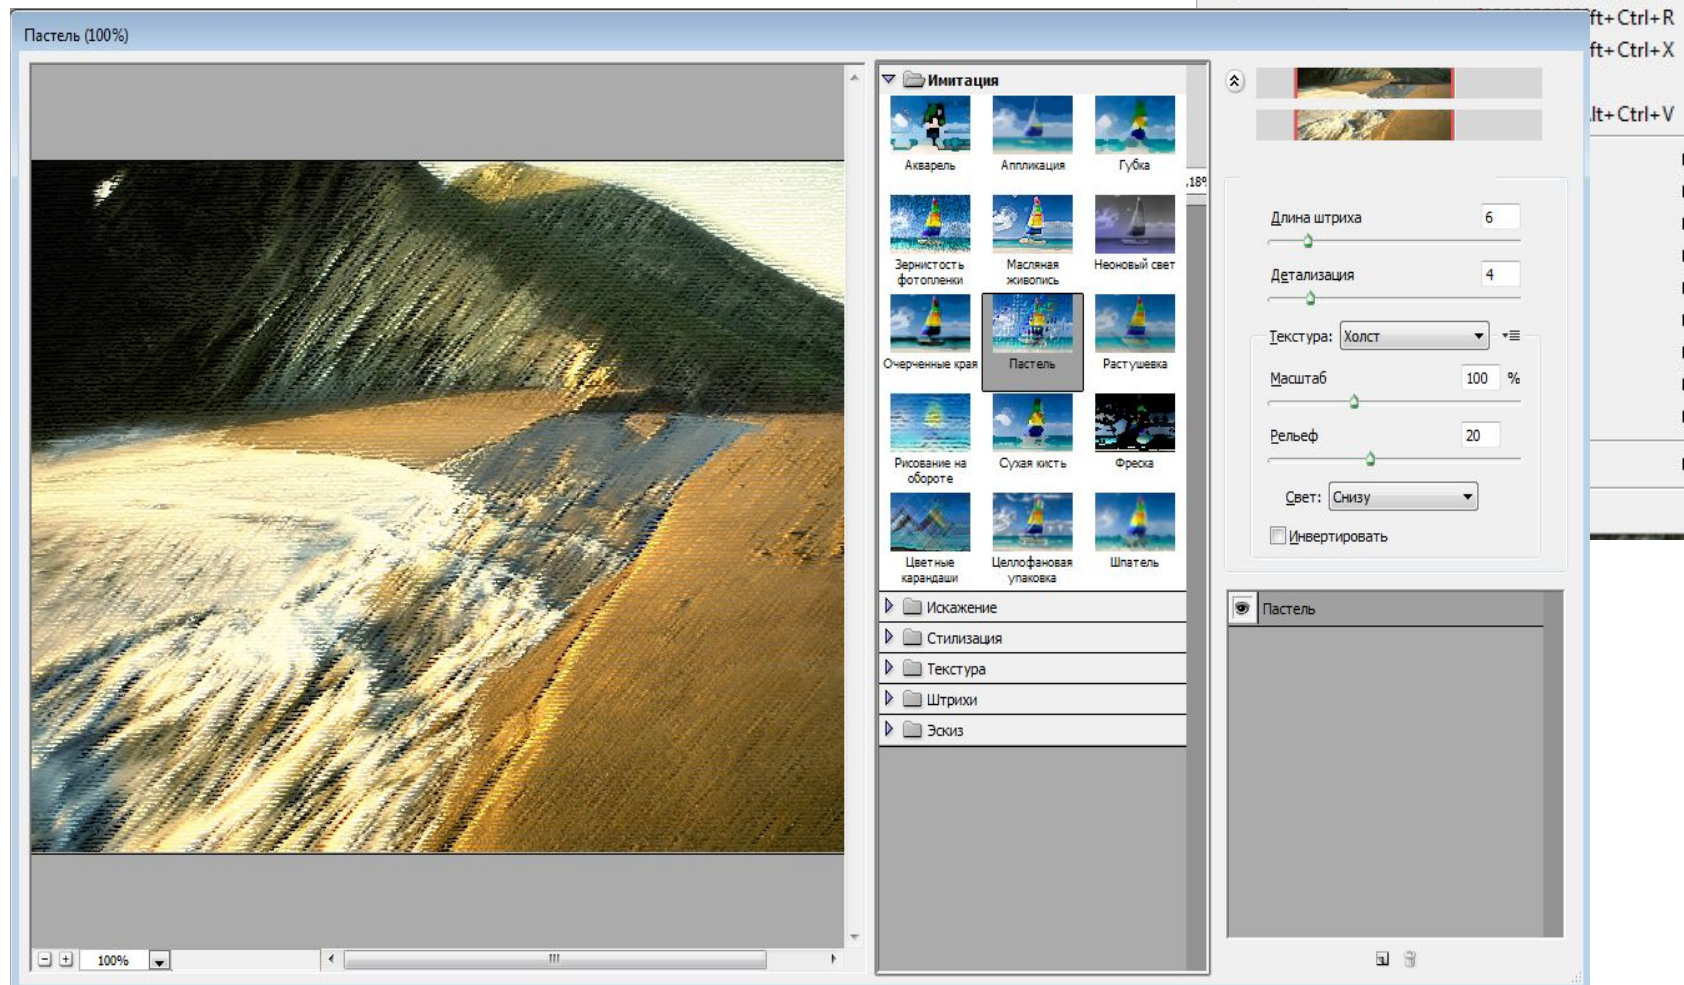 ft+Ctrl+R
Пастель (100%)
ft+Ctrl+X
Имитация
lt+Ctrl+V
Акварель
Аппликация
Губка
,18%
Длина штриха
6
Зернистость
фотопленки
Масляная
живопись
Неоновый свет
Детализация
4
Текстура:
Холст
Очерченные края
Пастель
Растушевка
Масштаб
100 %
Рельеф
20
Рисование на
обороте
Сухая кисть
Фреска
Свет:
Снизу
Инвертировать
Цветные
карандаши
Целлофановая
упаковка
Шпатель
Искажение
Пастель
Стилизация
Текстура
Штрихи
Эскиз
100%